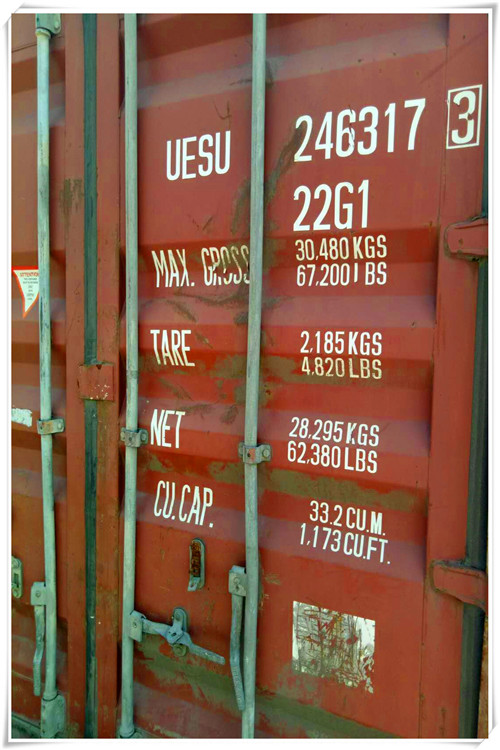 UESU 246317 3
22G1
MAX. GROSS 30,480 KGS
67,200 LBS
TARE 2,185 KGS
4,820 LBS
NET 28,295 KGS
62,380 LBS
CU.CAP. 33.2 CU.M.
1,173 CU.FT.